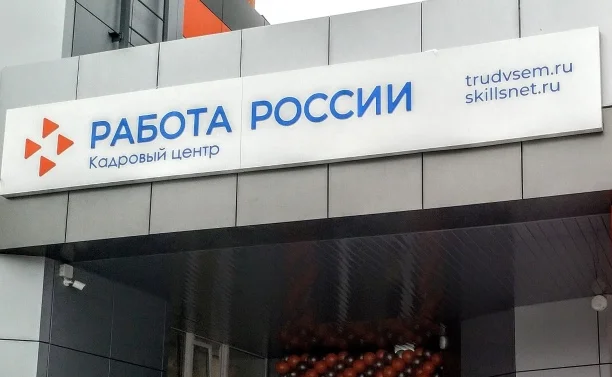 РАБОТА РОССИИ
Кадровый центр
trudvsem.ru
skillsnet.ru